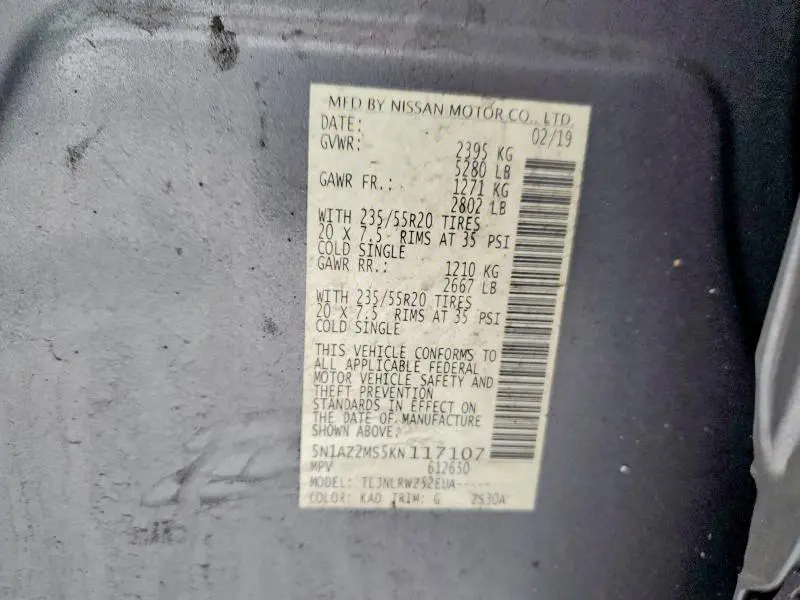 MFD BY NISSAN MOTOR CO., LTD.
DATE: 02/19
GVWR: 2395 KG
5280 LB
GAWR FR.: 1271 KG
2802 LB
WITH 235/55R20 TIRES
20 X 7.5 RIMS AT 35 PSI
COLD SINGLE
GAWR RR.: 1210 KG
2667 LB
WITH 235/55R20 TIRES
20 X 7.5 RIMS AT 35 PSI
COLD SINGLE
THIS VEHICLE CONFORMS TO
ALL APPLICABLE FEDERAL
MOTOR VEHICLE SAFETY AND
THEFT PREVENTION
STANDARDS IN EFFECT ON
THE DATE OF MANUFACTURE
SHOWN ABOVE:
5N1AZ2MS5KN117107
MPV 612650
MODEL: TLJNLRWZ52EUA-----
COLOR: KAD TRIM: G ZS30A